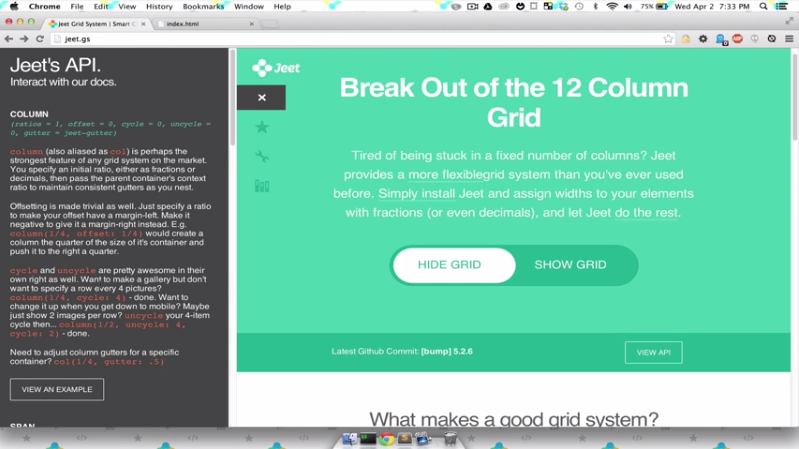 Chrome File Edit View History Bookmarks Window Help
75% Wed Apr 2 7:33 PM
Jeet Grid System | Smart C
index.html
jeet.gs
Jeet's API.
Interact with our docs.
COLUMN
(ratios = 1, offset = 0, cycle = 0, uncycle =
0, gutter = jeet-gutter)
column (also aliased as col) is perhaps the
strongest feature of any grid system on the market.
You specify an initial ratio, either as fractions or
decimals, then pass the parent container's context
ratio to maintain consistent gutters as you nest.
Offsetting is made trivial as well. Just specify a ratio
to make your offset have a margin-left. Make it
negative to give it a margin-right instead. E.g.
column(1/4, offset: 1/4) would create a
column the quarter of the size of it's container and
push it to the right a quarter.
cycle and uncycle are pretty awesome in their
own right as well. Want to make a gallery but don't
want to specify a row every 4 pictures?
column(1/4, cycle: 4) - done. Want to
change it up when you get down to mobile? Maybe
just show 2 images per row? uncycle your 4-item
cycle then... column(1/2, uncycle: 4,
cycle: 2) - done.
Need to adjust column gutters for a specific
container? col(1/4, gutter: .5)
VIEW AN EXAMPLE
SPAN
Jeet
Break Out of the 12 Column
Grid
Tired of being stuck in a fixed number of columns? Jeet
provides a more flexiblegrid system than you've ever used
before. Simply install Jeet and assign widths to your elements
with fractions (or even decimals), and let Jeet do the rest.
HIDE GRID SHOW GRID
Latest Github Commit: [bump] 5.2.6
VIEW API
What makes a good grid system?